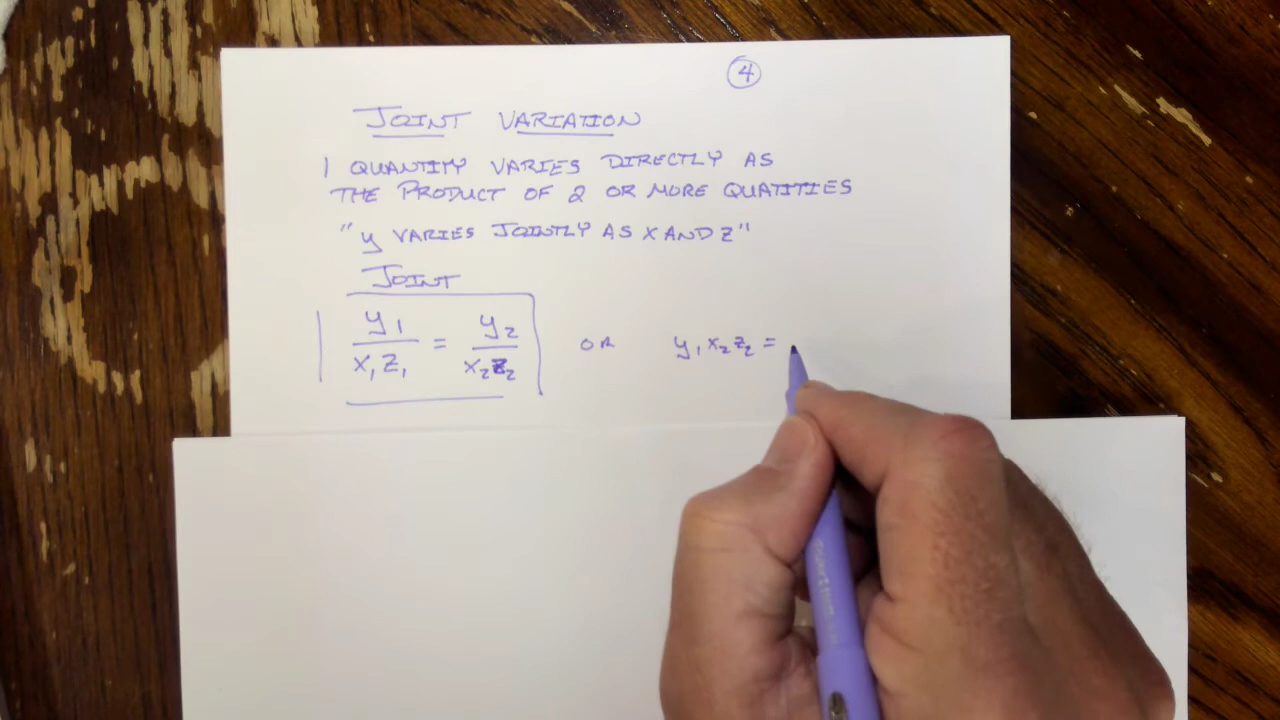 4
JOINT VARIATION
1 QUANTITY VARIES DIRECTLY AS
THE PRODUCT OF 2 OR MORE QUATITIES
"y VARIES JOINTLY AS X AND Z"
JOINT
y₁/x₁z₁ = y₂/x₂z₂ OR y₁x₂z₂ =